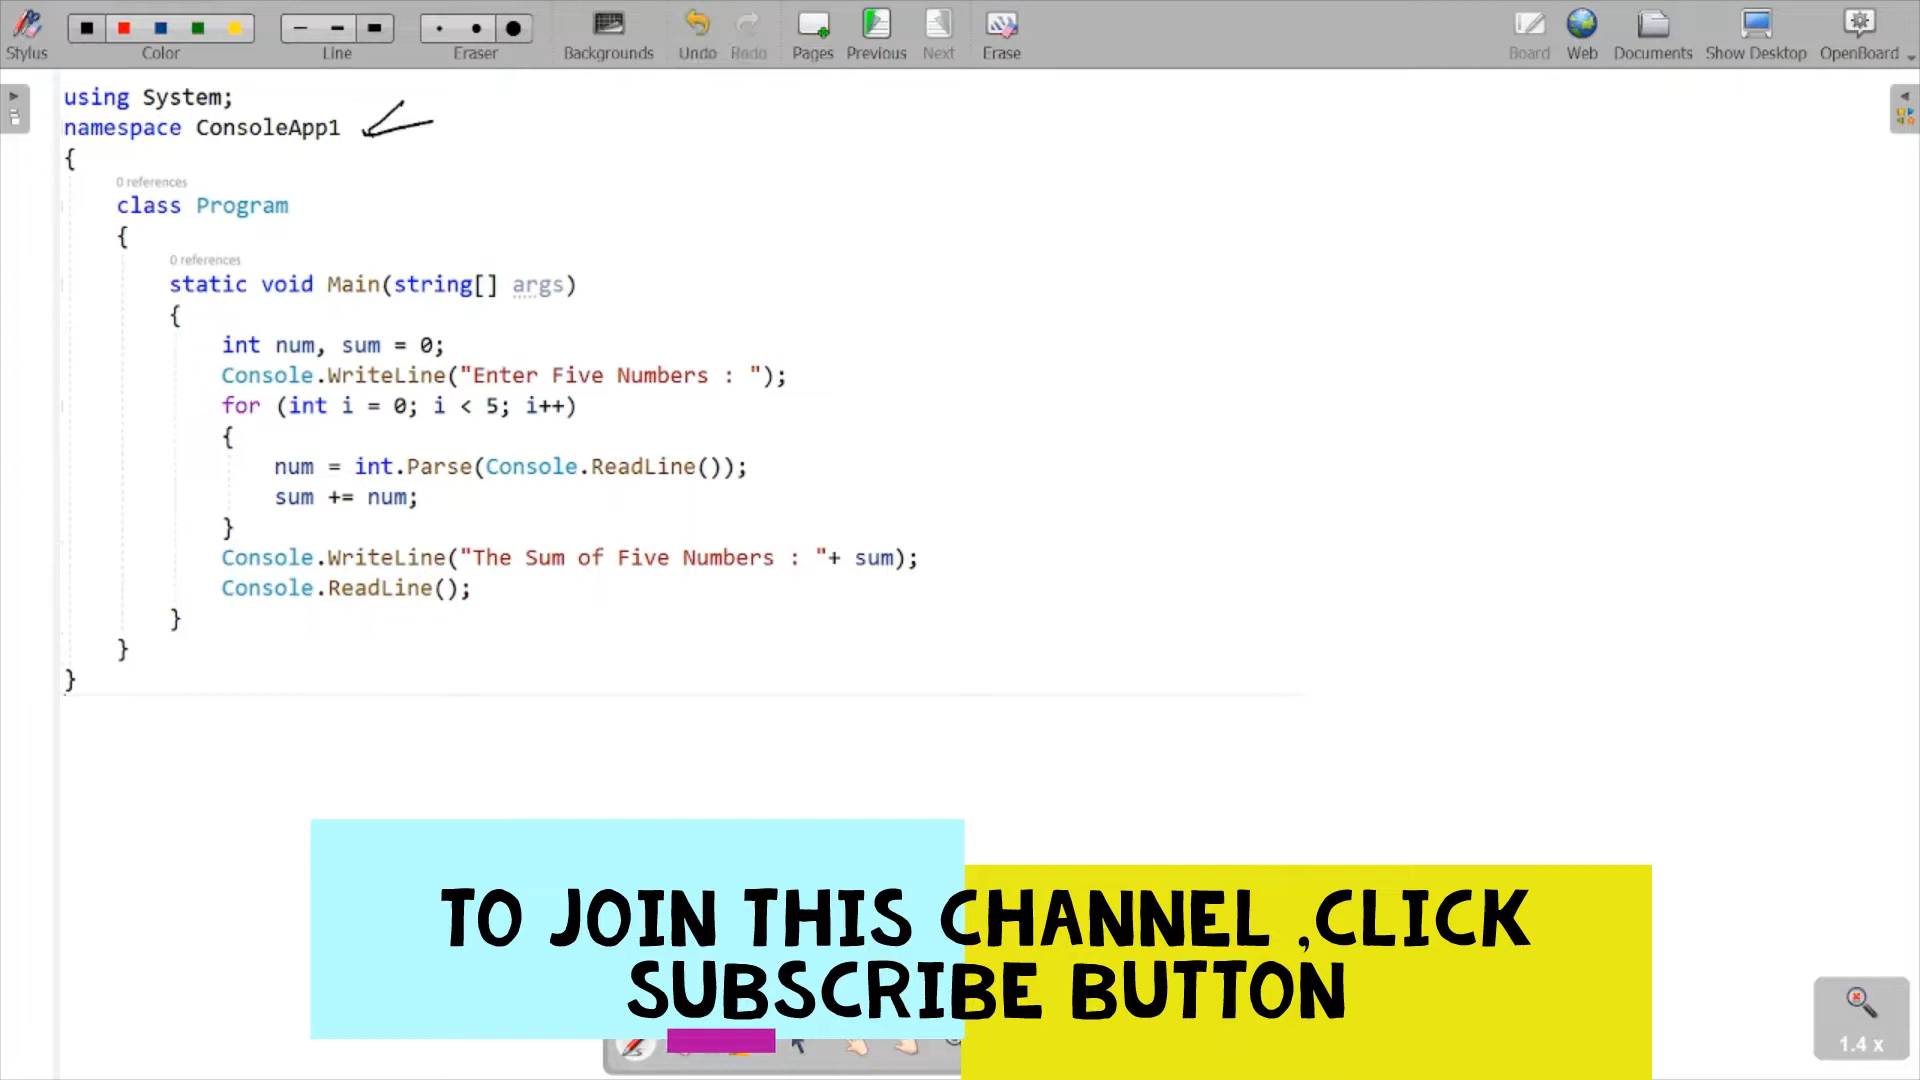 Stylus Color Line Eraser Backgrounds Undo Redo Pages Previous Next Erase Board Web Documents Show Desktop OpenBoard
using System;
namespace ConsoleApp1
{
0 references
class Program
{
0 references
static void Main(string[] args)
{
int num, sum = 0;
Console.WriteLine("Enter Five Numbers : ");
for (int i = 0; i < 5; i++)
{
num = int.Parse(Console.ReadLine());
sum += num;
}
Console.WriteLine("The Sum of Five Numbers : "+ sum);
Console.ReadLine();
}
}
}
TO JOIN THIS CHANNEL ,CLICK
SUBSCRIBE BUTTON
1.4 x